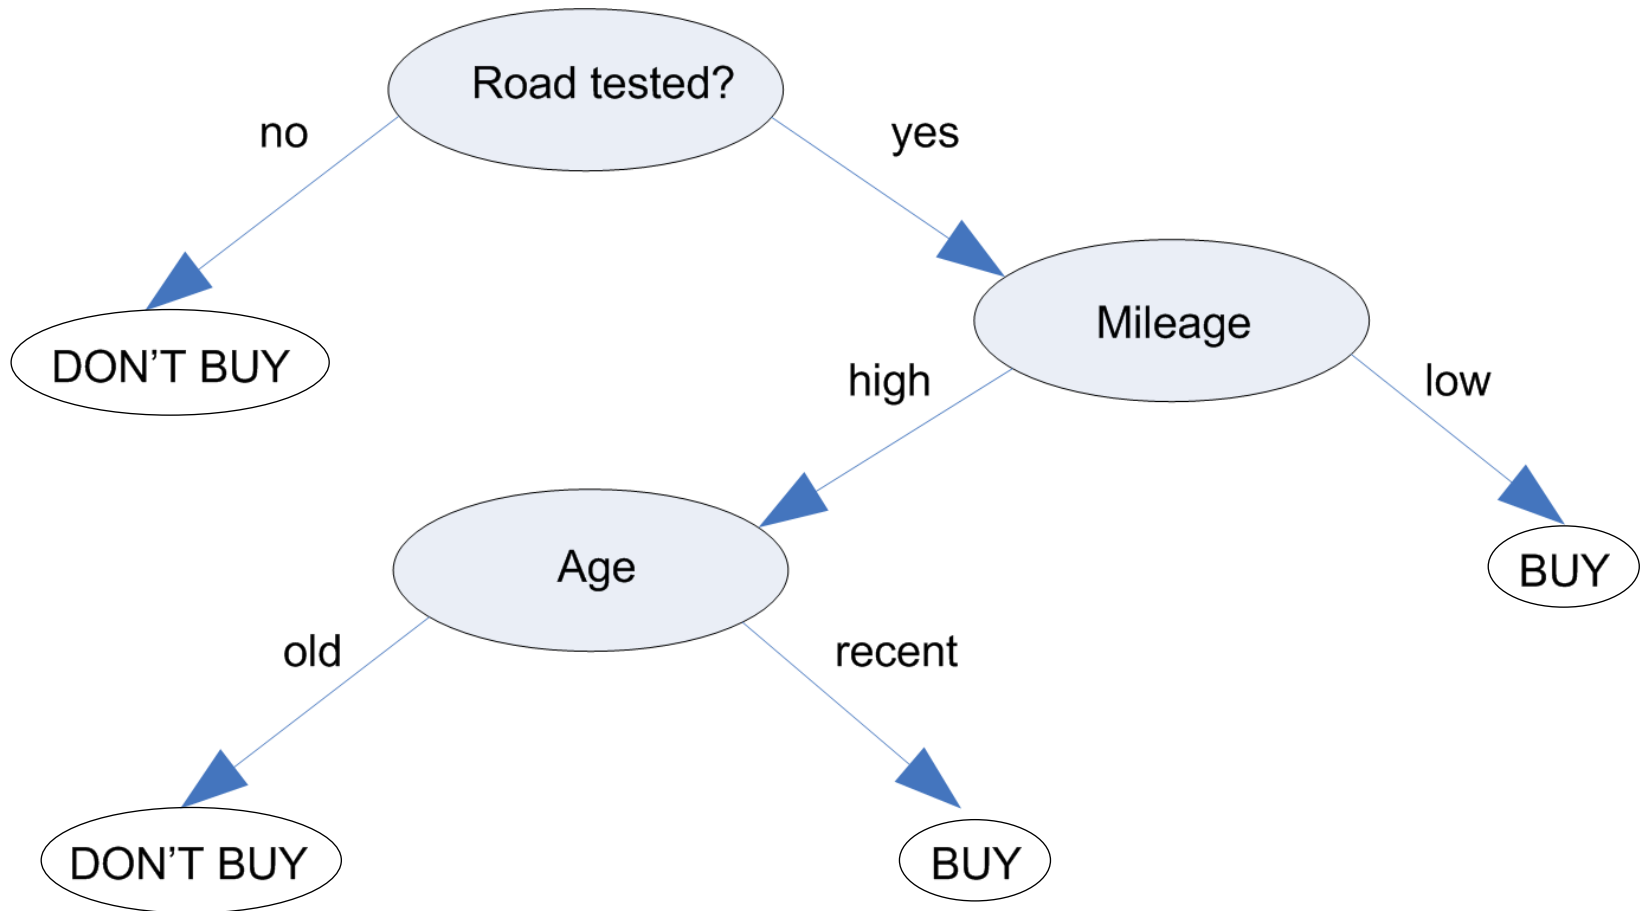 Road tested?
no
yes
Mileage
DON’T BUY
high
low
Age
BUY
old
recent
DON’T BUY
BUY